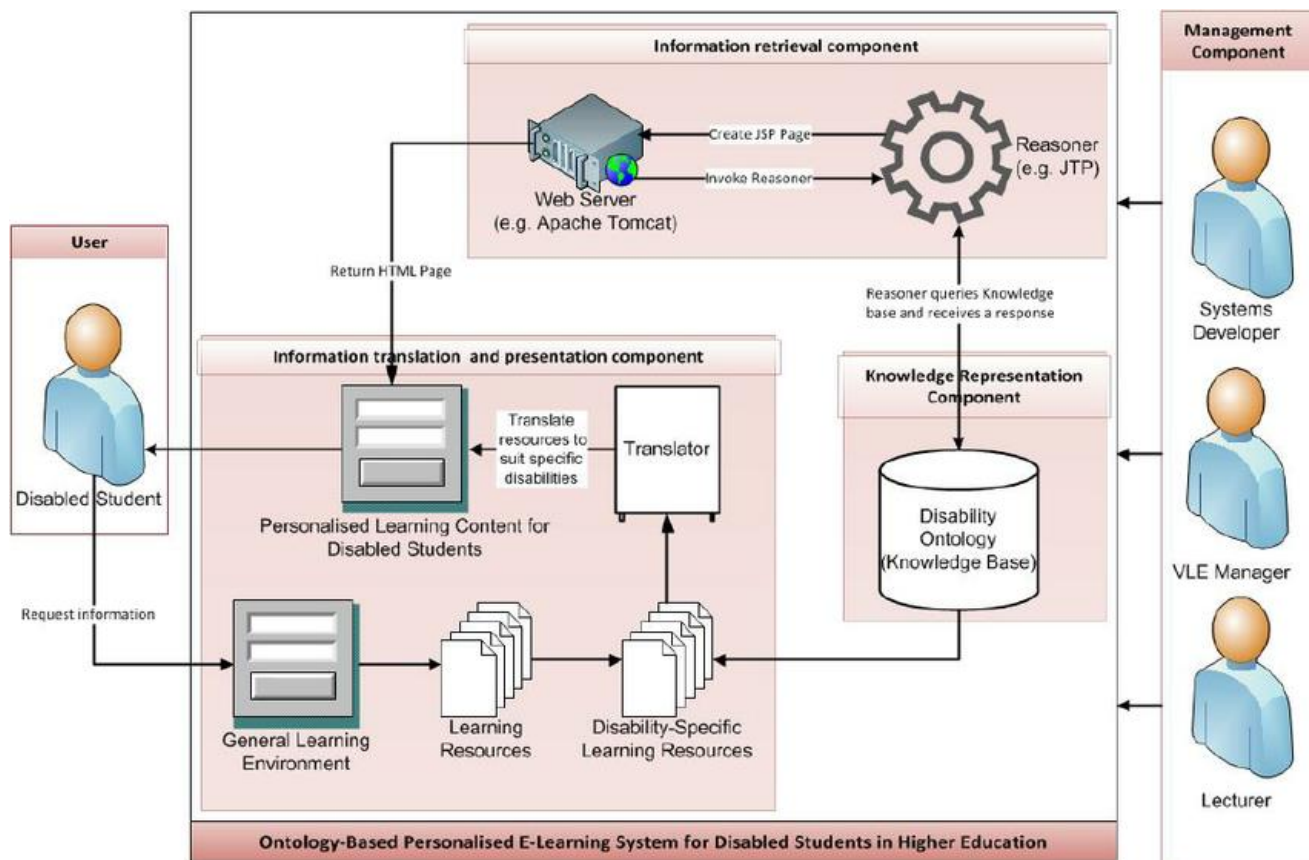 Information retrieval component
Management
Component
Create JSP Page
Invoke Reasoner
Reasoner
(e.g. JTP)
Web Server
(e.g. Apache Tomcat)
User
Return HTML Page
Reasoner queries Knowledge
base and receives a response
Systems
Developer
Information translation and presentation component
Knowledge Representation
Component
Translate
resources to
suit specific
disabilities
Translator
Disabled Student
Personalised Learning Content for
Disabled Students
Disability
Ontology
(Knowledge Base)
VLE Manager
Request information
General Learning
Environment
Learning
Resources
Disability-Specific
Learning Resources
Lecturer
Ontology-Based Personalised E-Learning System for Disabled Students in Higher Education